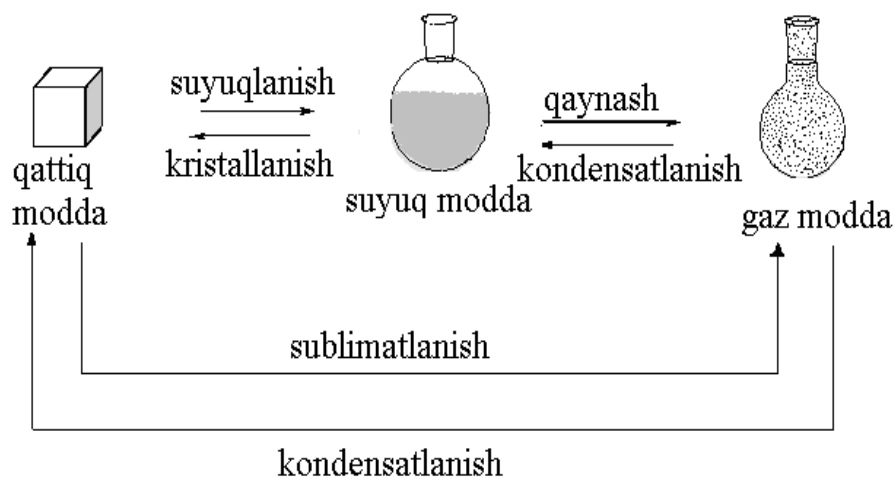 suyuqlanish
kristallanish
qattiq
modda
suyuq modda
qaynash
kondensatlanish
gaz modda
sublimatlanish
kondensatlanish